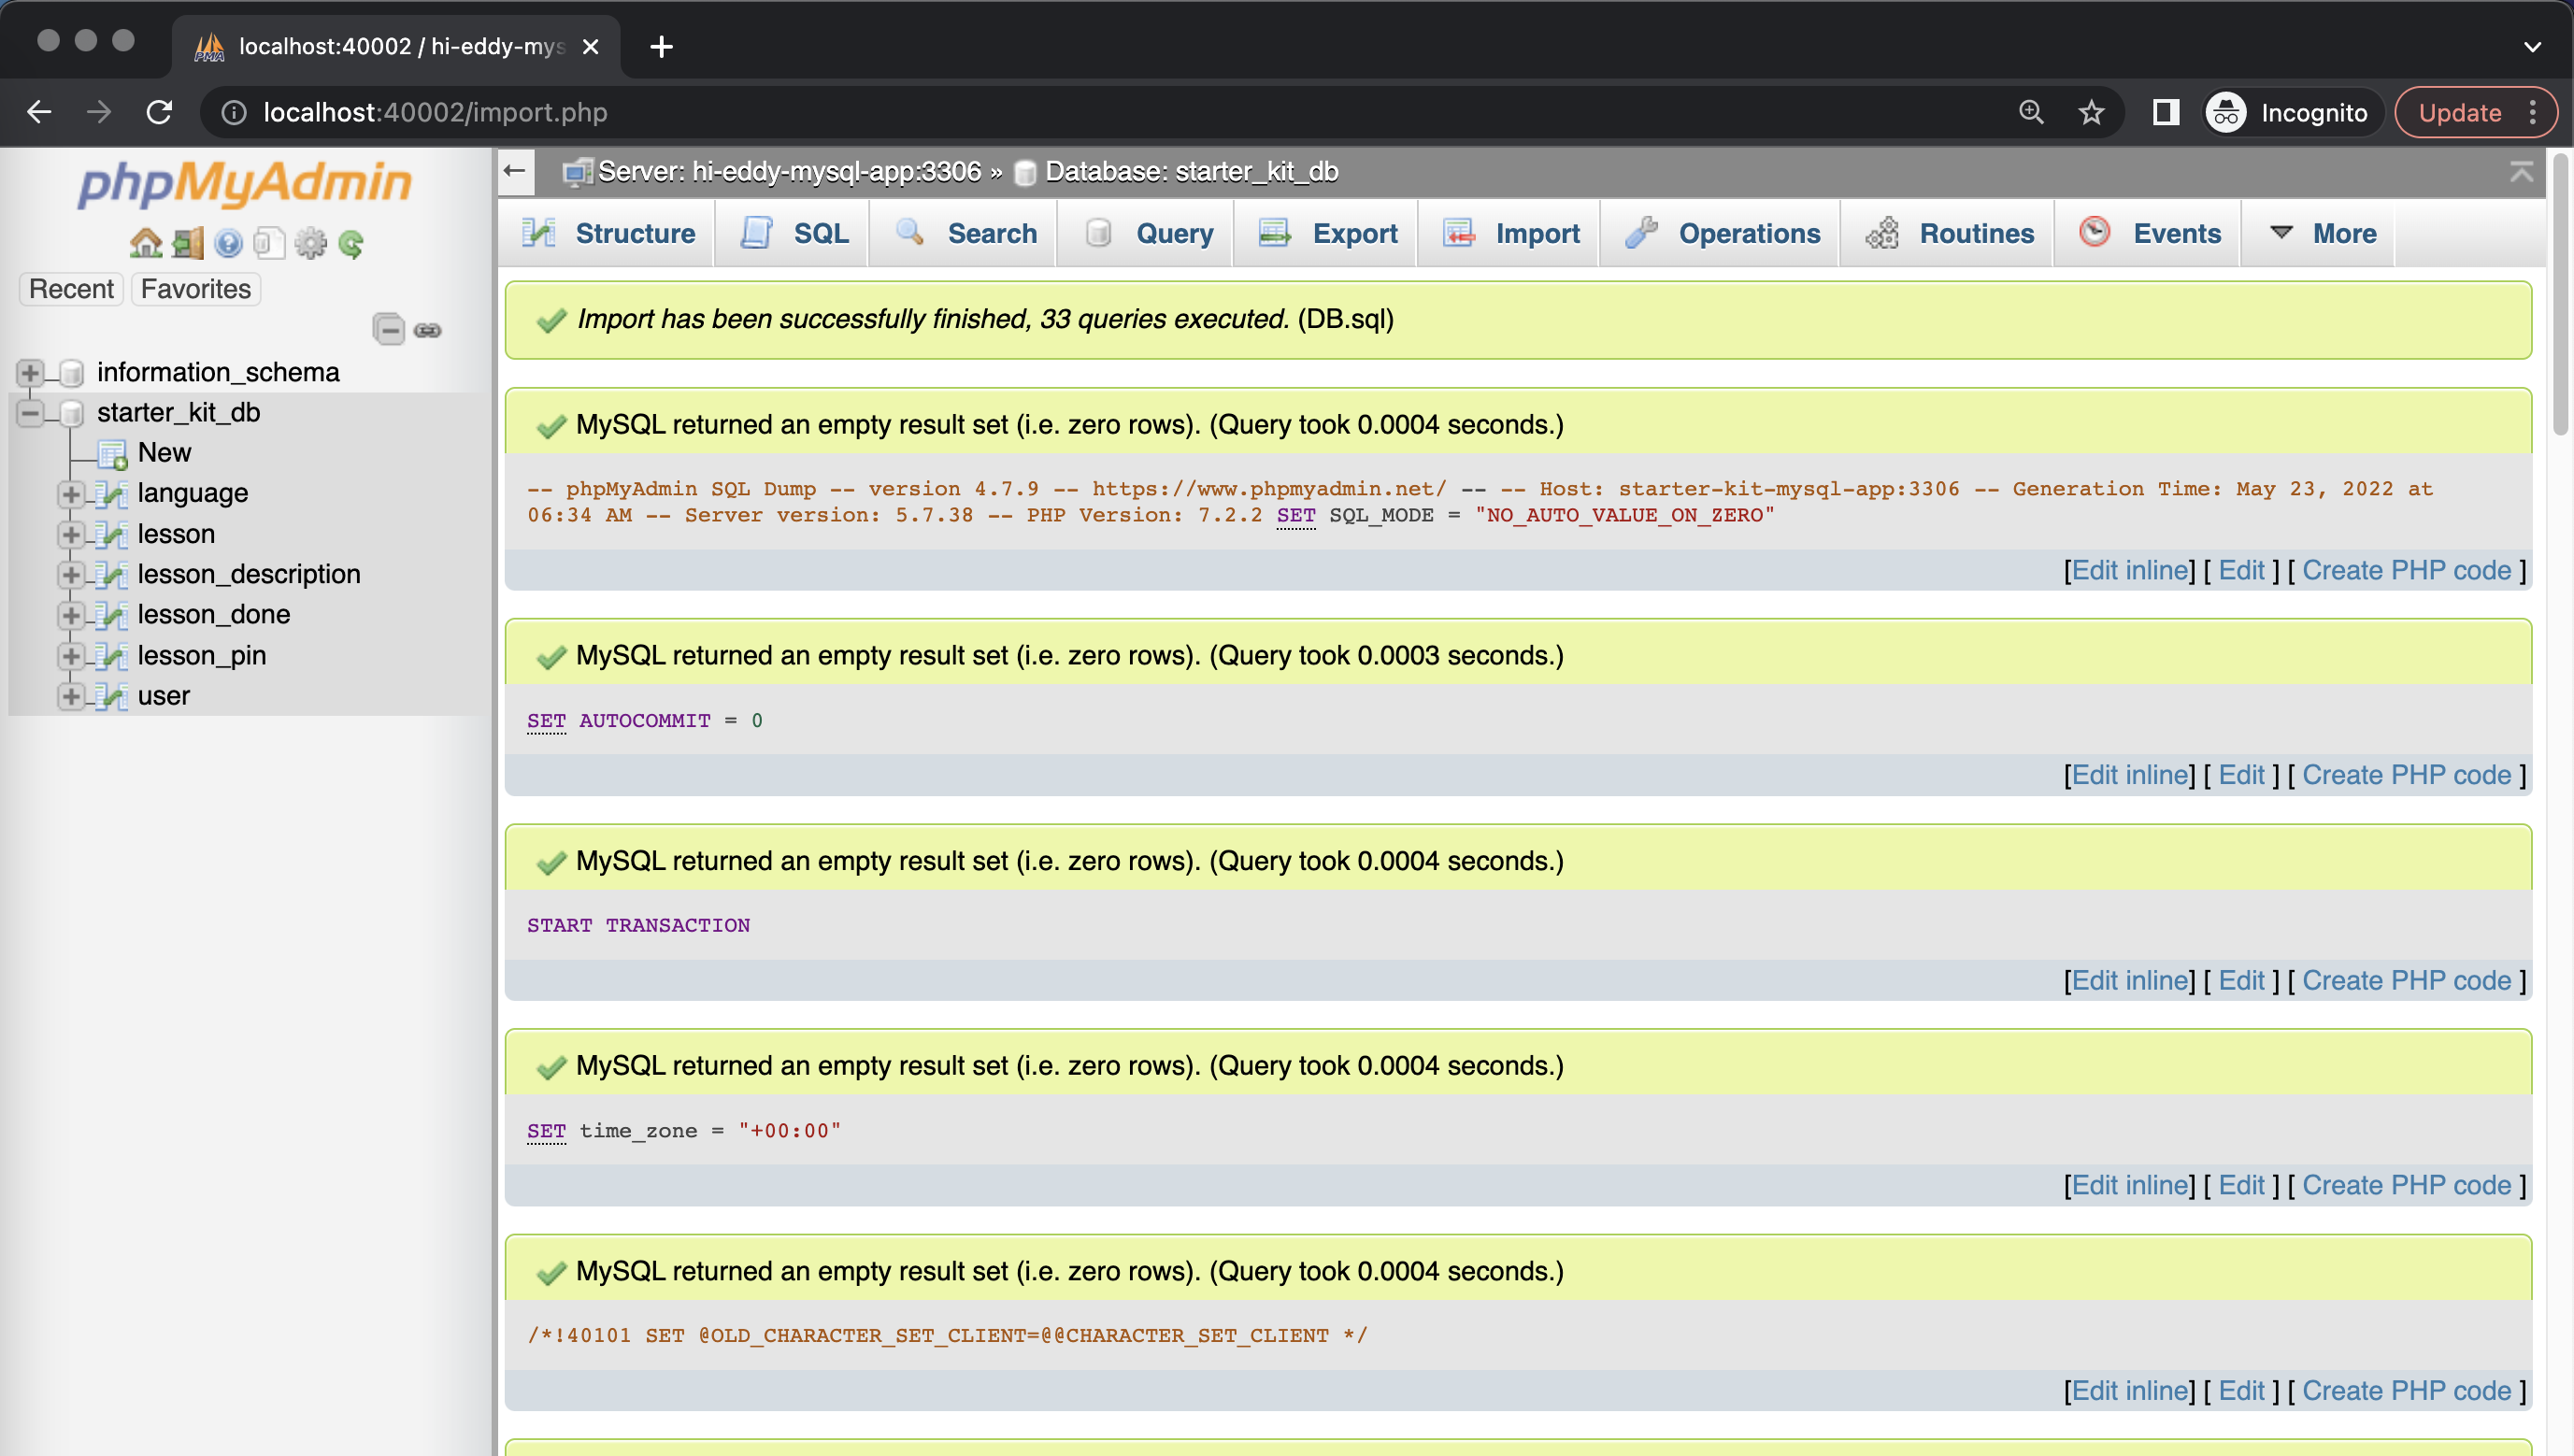 localhost:40002 / hi-eddy-mys
localhost:40002/import.php
Incognito
Update
phpMyAdmin
Recent
Favorites
information_schema
starter_kit_db
New
language
lesson
lesson_description
lesson_done
lesson_pin
user
Server: hi-eddy-mysql-app:3306 » Database: starter_kit_db
Structure
SQL
Search
Query
Export
Import
Operations
Routines
Events
More
Import has been successfully finished, 33 queries executed. (DB.sql)
MySQL returned an empty result set (i.e. zero rows). (Query took 0.0004 seconds.)
-- phpMyAdmin SQL Dump -- version 4.7.9 -- https://www.phpmyadmin.net/ -- -- Host: starter-kit-mysql-app:3306 -- Generation Time: May 23, 2022 at
06:34 AM -- Server version: 5.7.38 -- PHP Version: 7.2.2 SET SQL_MODE = "NO_AUTO_VALUE_ON_ZERO"
[Edit inline] [ Edit ] [ Create PHP code ]
MySQL returned an empty result set (i.e. zero rows). (Query took 0.0003 seconds.)
SET AUTOCOMMIT = 0
[Edit inline] [ Edit ] [ Create PHP code ]
MySQL returned an empty result set (i.e. zero rows). (Query took 0.0004 seconds.)
START TRANSACTION
[Edit inline] [ Edit ] [ Create PHP code ]
MySQL returned an empty result set (i.e. zero rows). (Query took 0.0004 seconds.)
SET time_zone = "+00:00"
[Edit inline] [ Edit ] [ Create PHP code ]
MySQL returned an empty result set (i.e. zero rows). (Query took 0.0004 seconds.)
/*!40101 SET @OLD_CHARACTER_SET_CLIENT=@@CHARACTER_SET_CLIENT */
[Edit inline] [ Edit ] [ Create PHP code ]